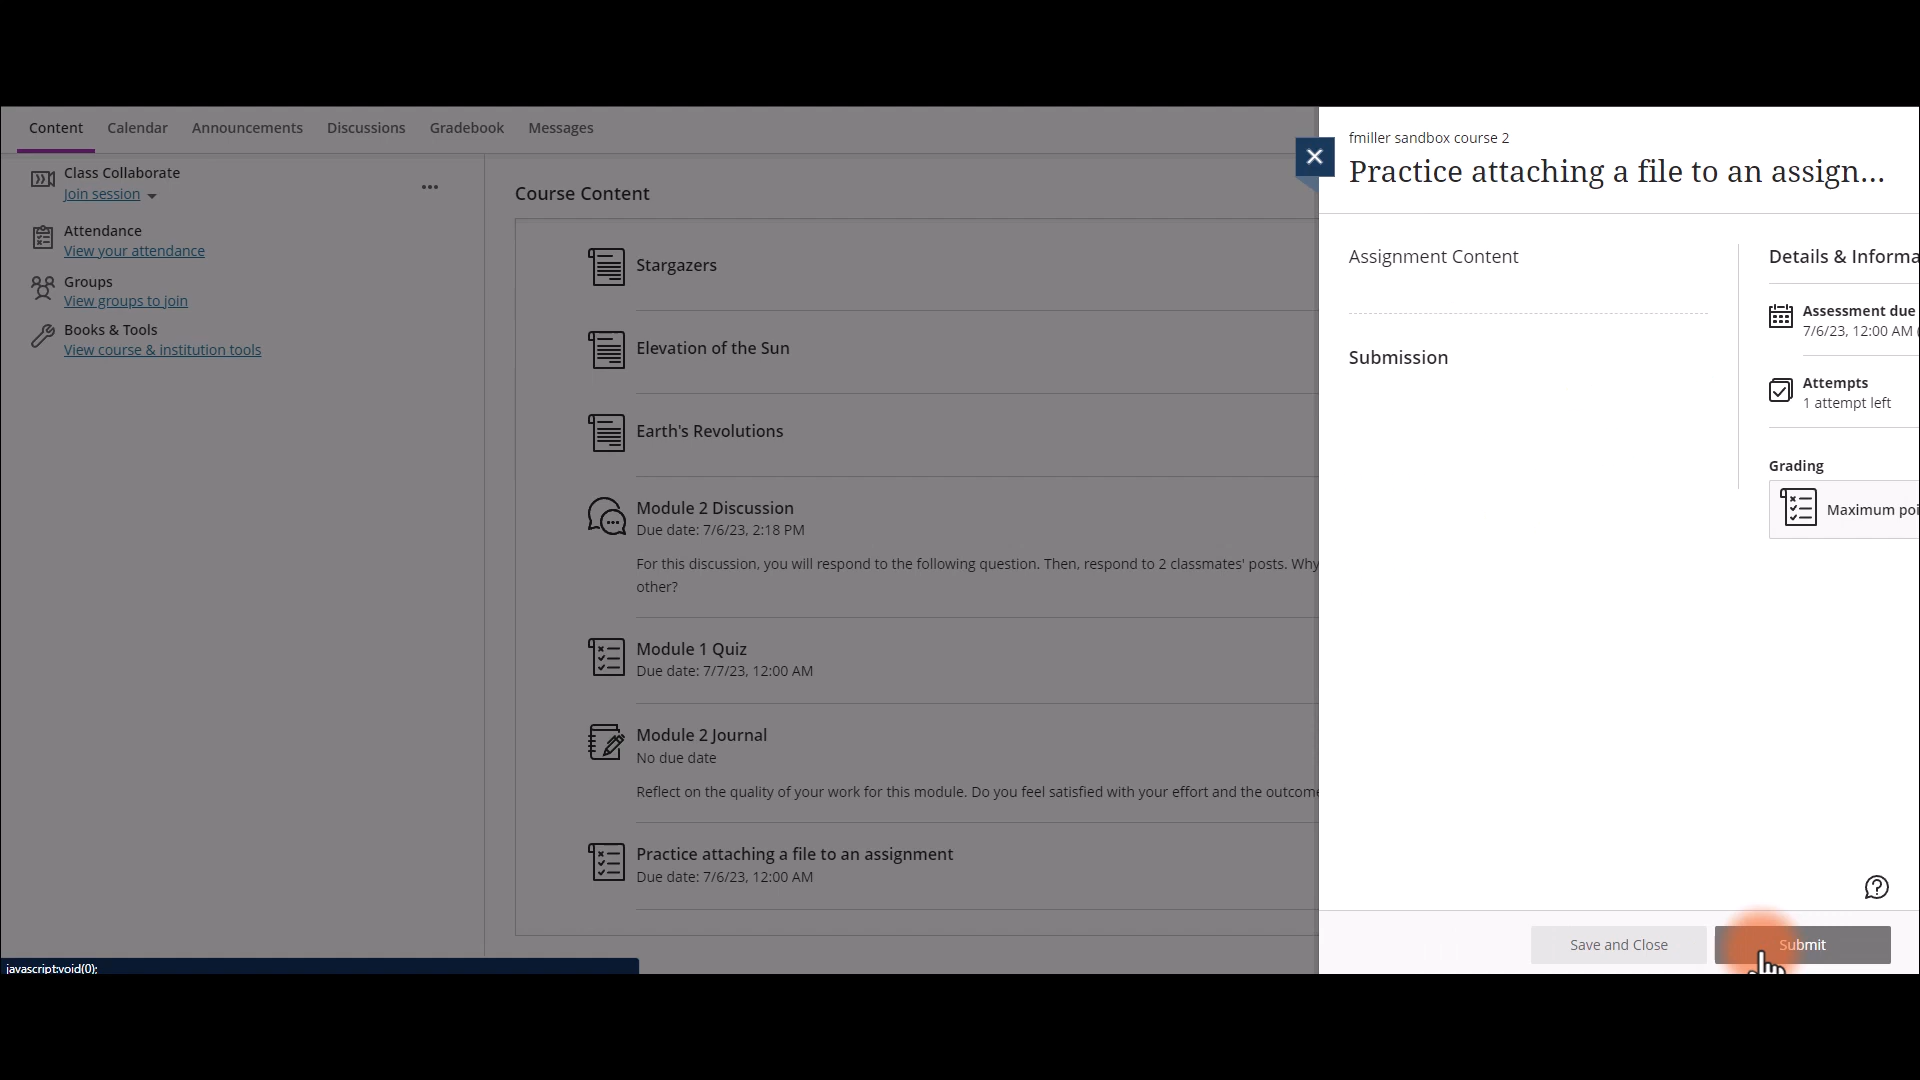 Content Calendar Announcements Discussions Gradebook Messages
Class Collaborate
Join session
Attendance
View your attendance
Groups
View groups to join
Books & Tools
View course & institution tools
Course Content
Stargazers
Elevation of the Sun
Earth's Revolutions
Module 2 Discussion
Due date: 7/6/23, 2:18 PM
For this discussion, you will respond to the following question. Then, respond to 2 classmates' posts. Why
other?
Module 1 Quiz
Due date: 7/7/23, 12:00 AM
Module 2 Journal
No due date
Reflect on the quality of your work for this module. Do you feel satisfied with your effort and the outcome
Practice attaching a file to an assignment
Due date: 7/6/23, 12:00 AM
fmiller sandbox course 2
Practice attaching a file to an assign...
Assignment Content
Submission
Details & Informa
Assessment due
7/6/23, 12:00 AM (
Attempts
1 attempt left
Grading
Maximum poi
Save and Close
Submit
javascript:void(0);